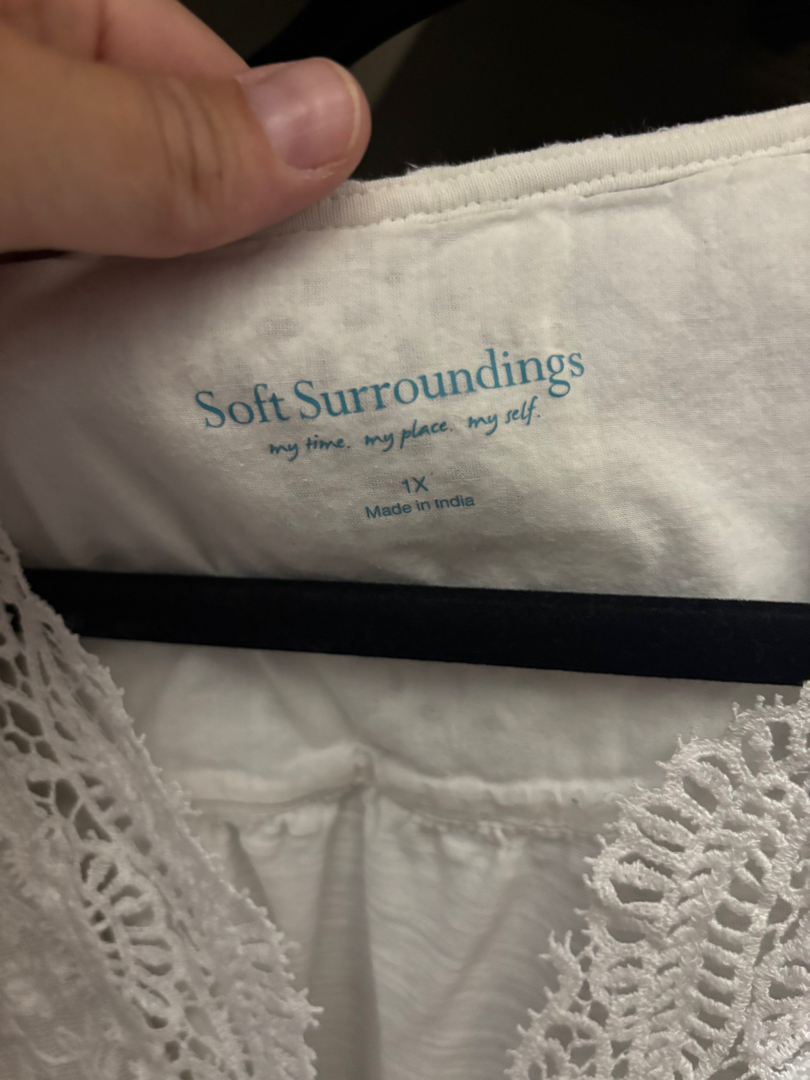 Soft Surroundings
my time. my place. my self.
1X
Made in India